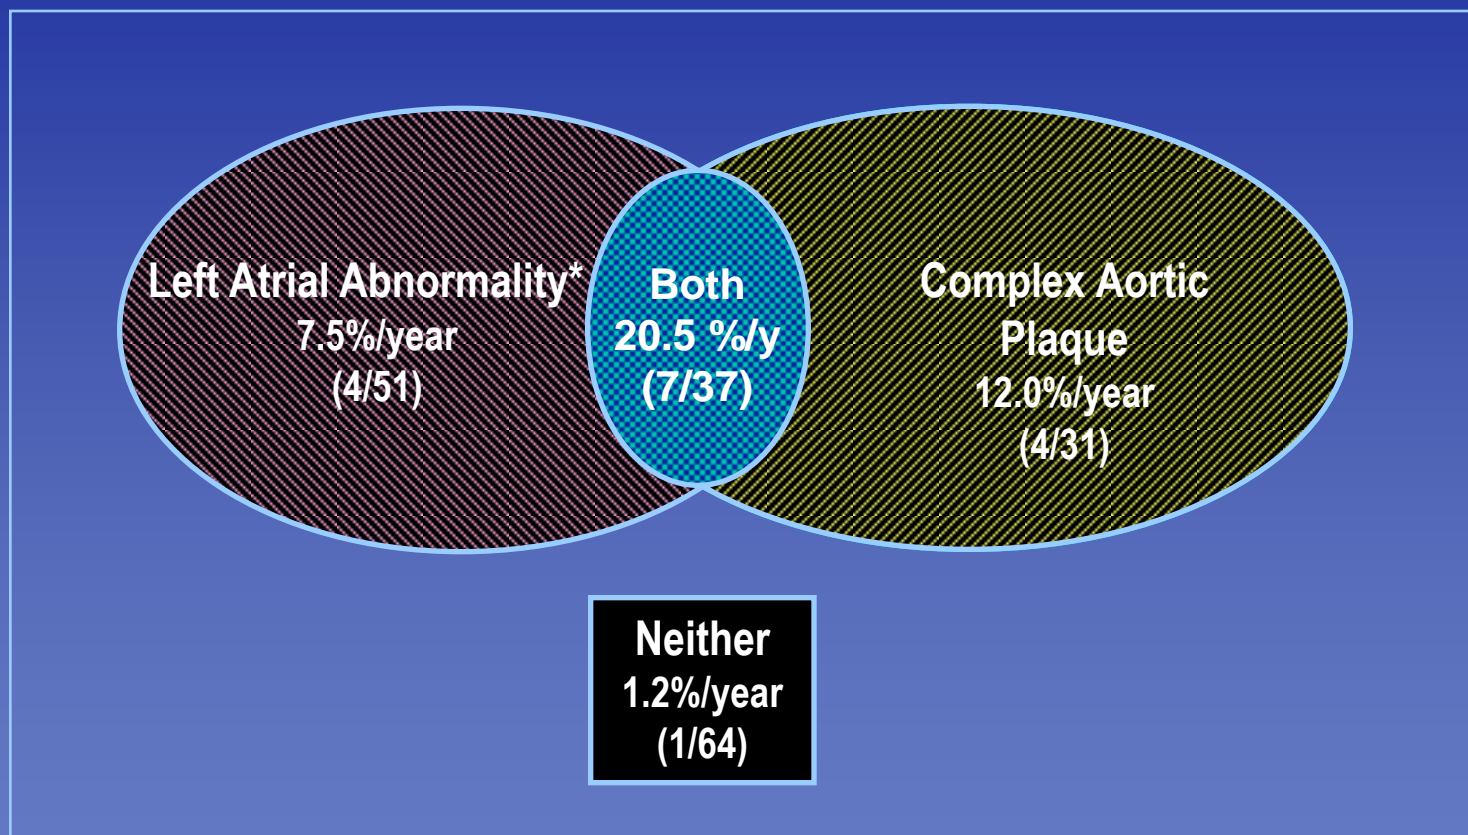 Left Atrial Abnormality*
7.5%/year
(4/51)
Both
20.5 %/y
(7/37)
Complex Aortic
Plaque
12.0%/year
(4/31)
Neither
1.2%/year
(1/64)